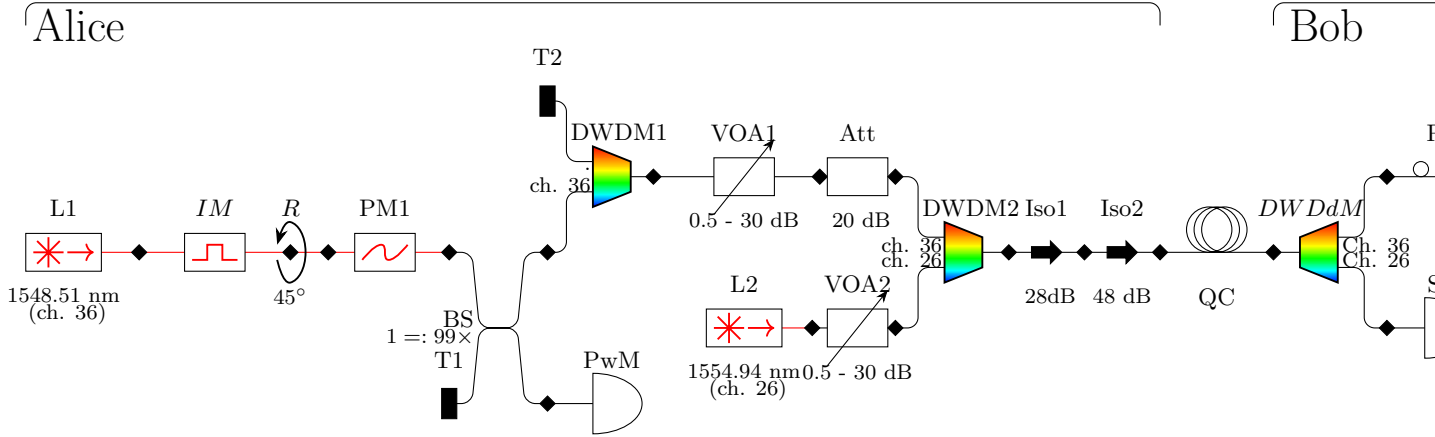 Alice
Bob
T2
DWDM1
ch. 36
VOA1
0.5 - 30 dB
Att
20 dB
L1
1548.51 nm
(ch. 36)
IM
R
45°
PM1
BS
1 =: 99×
T1
PwM
L2
1554.94 nm
(ch. 26)
VOA2
0.5 - 30 dB
DWDM2
ch. 36
ch. 26
Iso1
28dB
Iso2
48 dB
QC
DWDdM
Ch. 36
Ch. 26
S